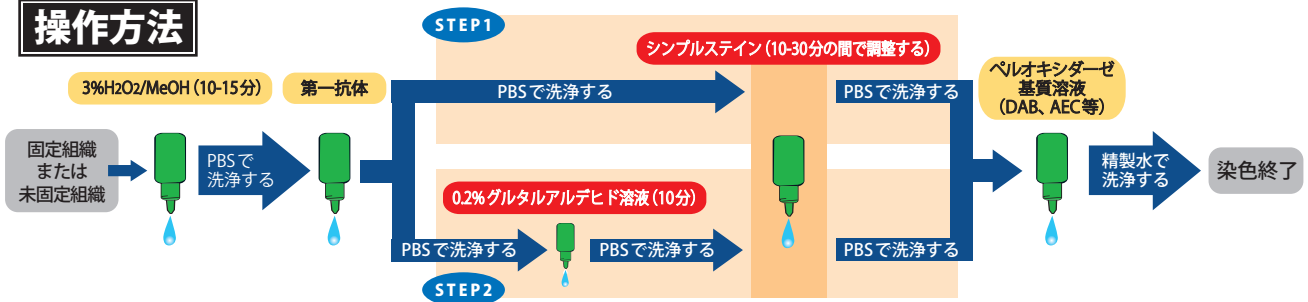 操作方法
STEP1
シンプルステイン(10-30分の間で調整する)
3%H2O2/MeOH(10-15分)
第一抗体
PBSで洗浄する
PBSで洗浄する
ペルオキシダーゼ
基質溶液
(DAB、AEC等)
固定組織
または
未固定組織
PBSで
洗浄する
精製水で
洗浄する
染色終了
0.2%グルタルアルデヒド溶液(10分)
PBSで洗浄する
PBSで洗浄する
PBSで洗浄する
STEP2